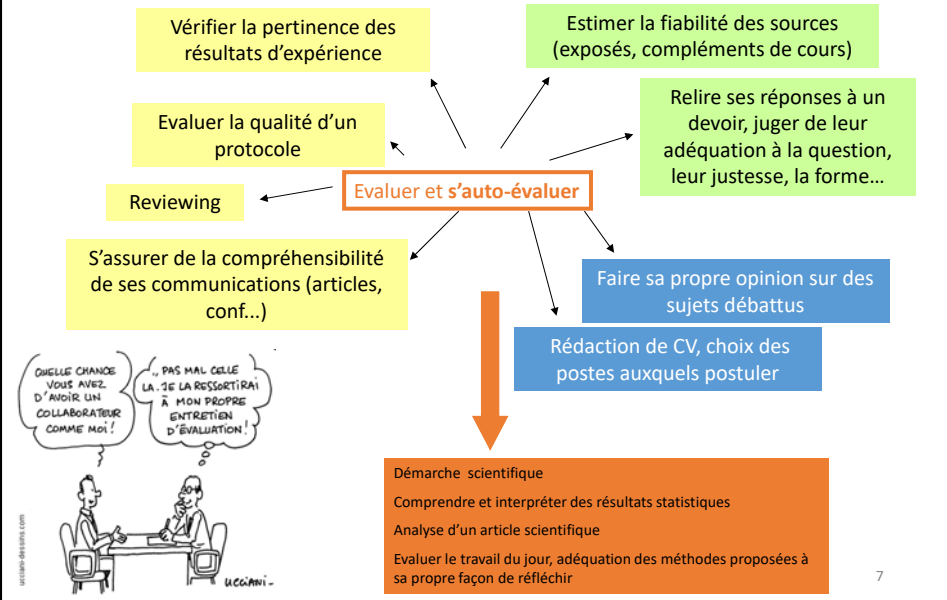 Vérifier la pertinence des
résultats d'expérience
Estimer la fiabilité des sources
(exposés, compléments de cours)
Evaluer la qualité d'un
protocole
Relire ses réponses à un
devoir, juger de leur
adéquation à la question,
leur justesse, la forme…
Reviewing
Evaluer et s'auto-évaluer
S'assurer de la compréhensibilité
de ses communications (articles,
conf...)
Faire sa propre opinion sur des
sujets débattus
Rédaction de CV, choix des
postes auxquels postuler
QUELLE CHANCE
VOUS AVEZ
D'AVOIR UN
COLLABORATEUR
COMME MOI !
.. PAS MAL CELLE
LA. JE LA RESSORTIRAI
À MON PROPRE
ENTRETIEN
D'ÉVALUATION !
ucciani-dessins.com
UCCIANI-
Démarche  scientifique
Comprendre et interpréter des résultats statistiques
Analyse d'un article scientifique
Evaluer le travail du jour, adéquation des méthodes proposées à
sa propre façon de réfléchir
7